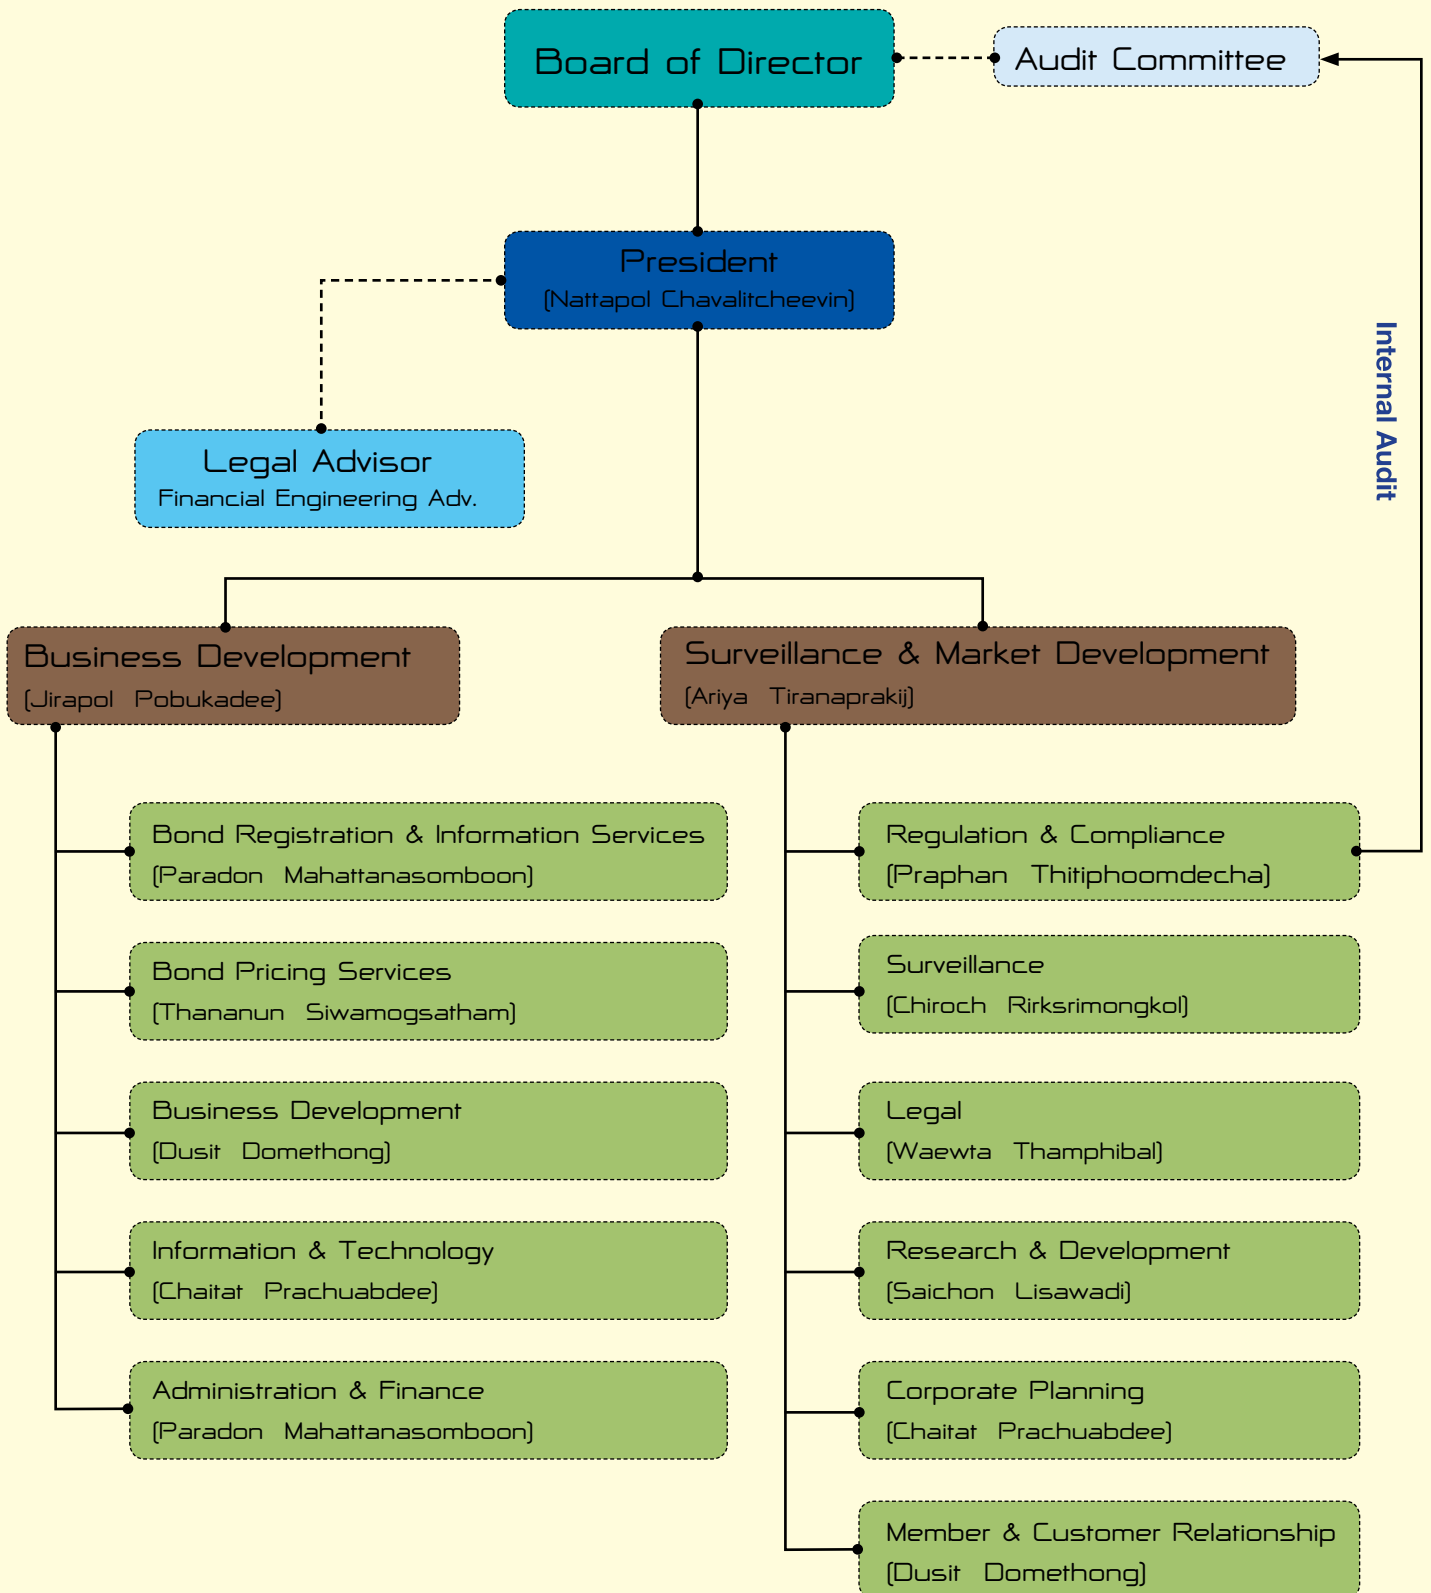 Board of Director
Audit Committee
President
(Nattapol Chavalitcheevin)
Internal Audit
Legal Advisor
Financial Engineering Adv.
Business Development
(Jirapol Pobukadee)
Surveillance & Market Development
(Ariya Tiranaprakij)
Bond Registration & Information Services
(Paradon Mahattanasomboon)
Bond Pricing Services
(Thananun Siwamogsatham)
Business Development
(Dusit Domethong)
Information & Technology
(Chaitat Prachuabdee)
Administration & Finance
(Paradon Mahattanasomboon)
Regulation & Compliance
(Praphan Thitiphoomdecha)
Surveillance
(Chiroch Rirksrimongkol)
Legal
(Waewta Thamphibal)
Research & Development
(Saichon Lisawadi)
Corporate Planning
(Chaitat Prachuabdee)
Member & Customer Relationship
(Dusit Domethong)